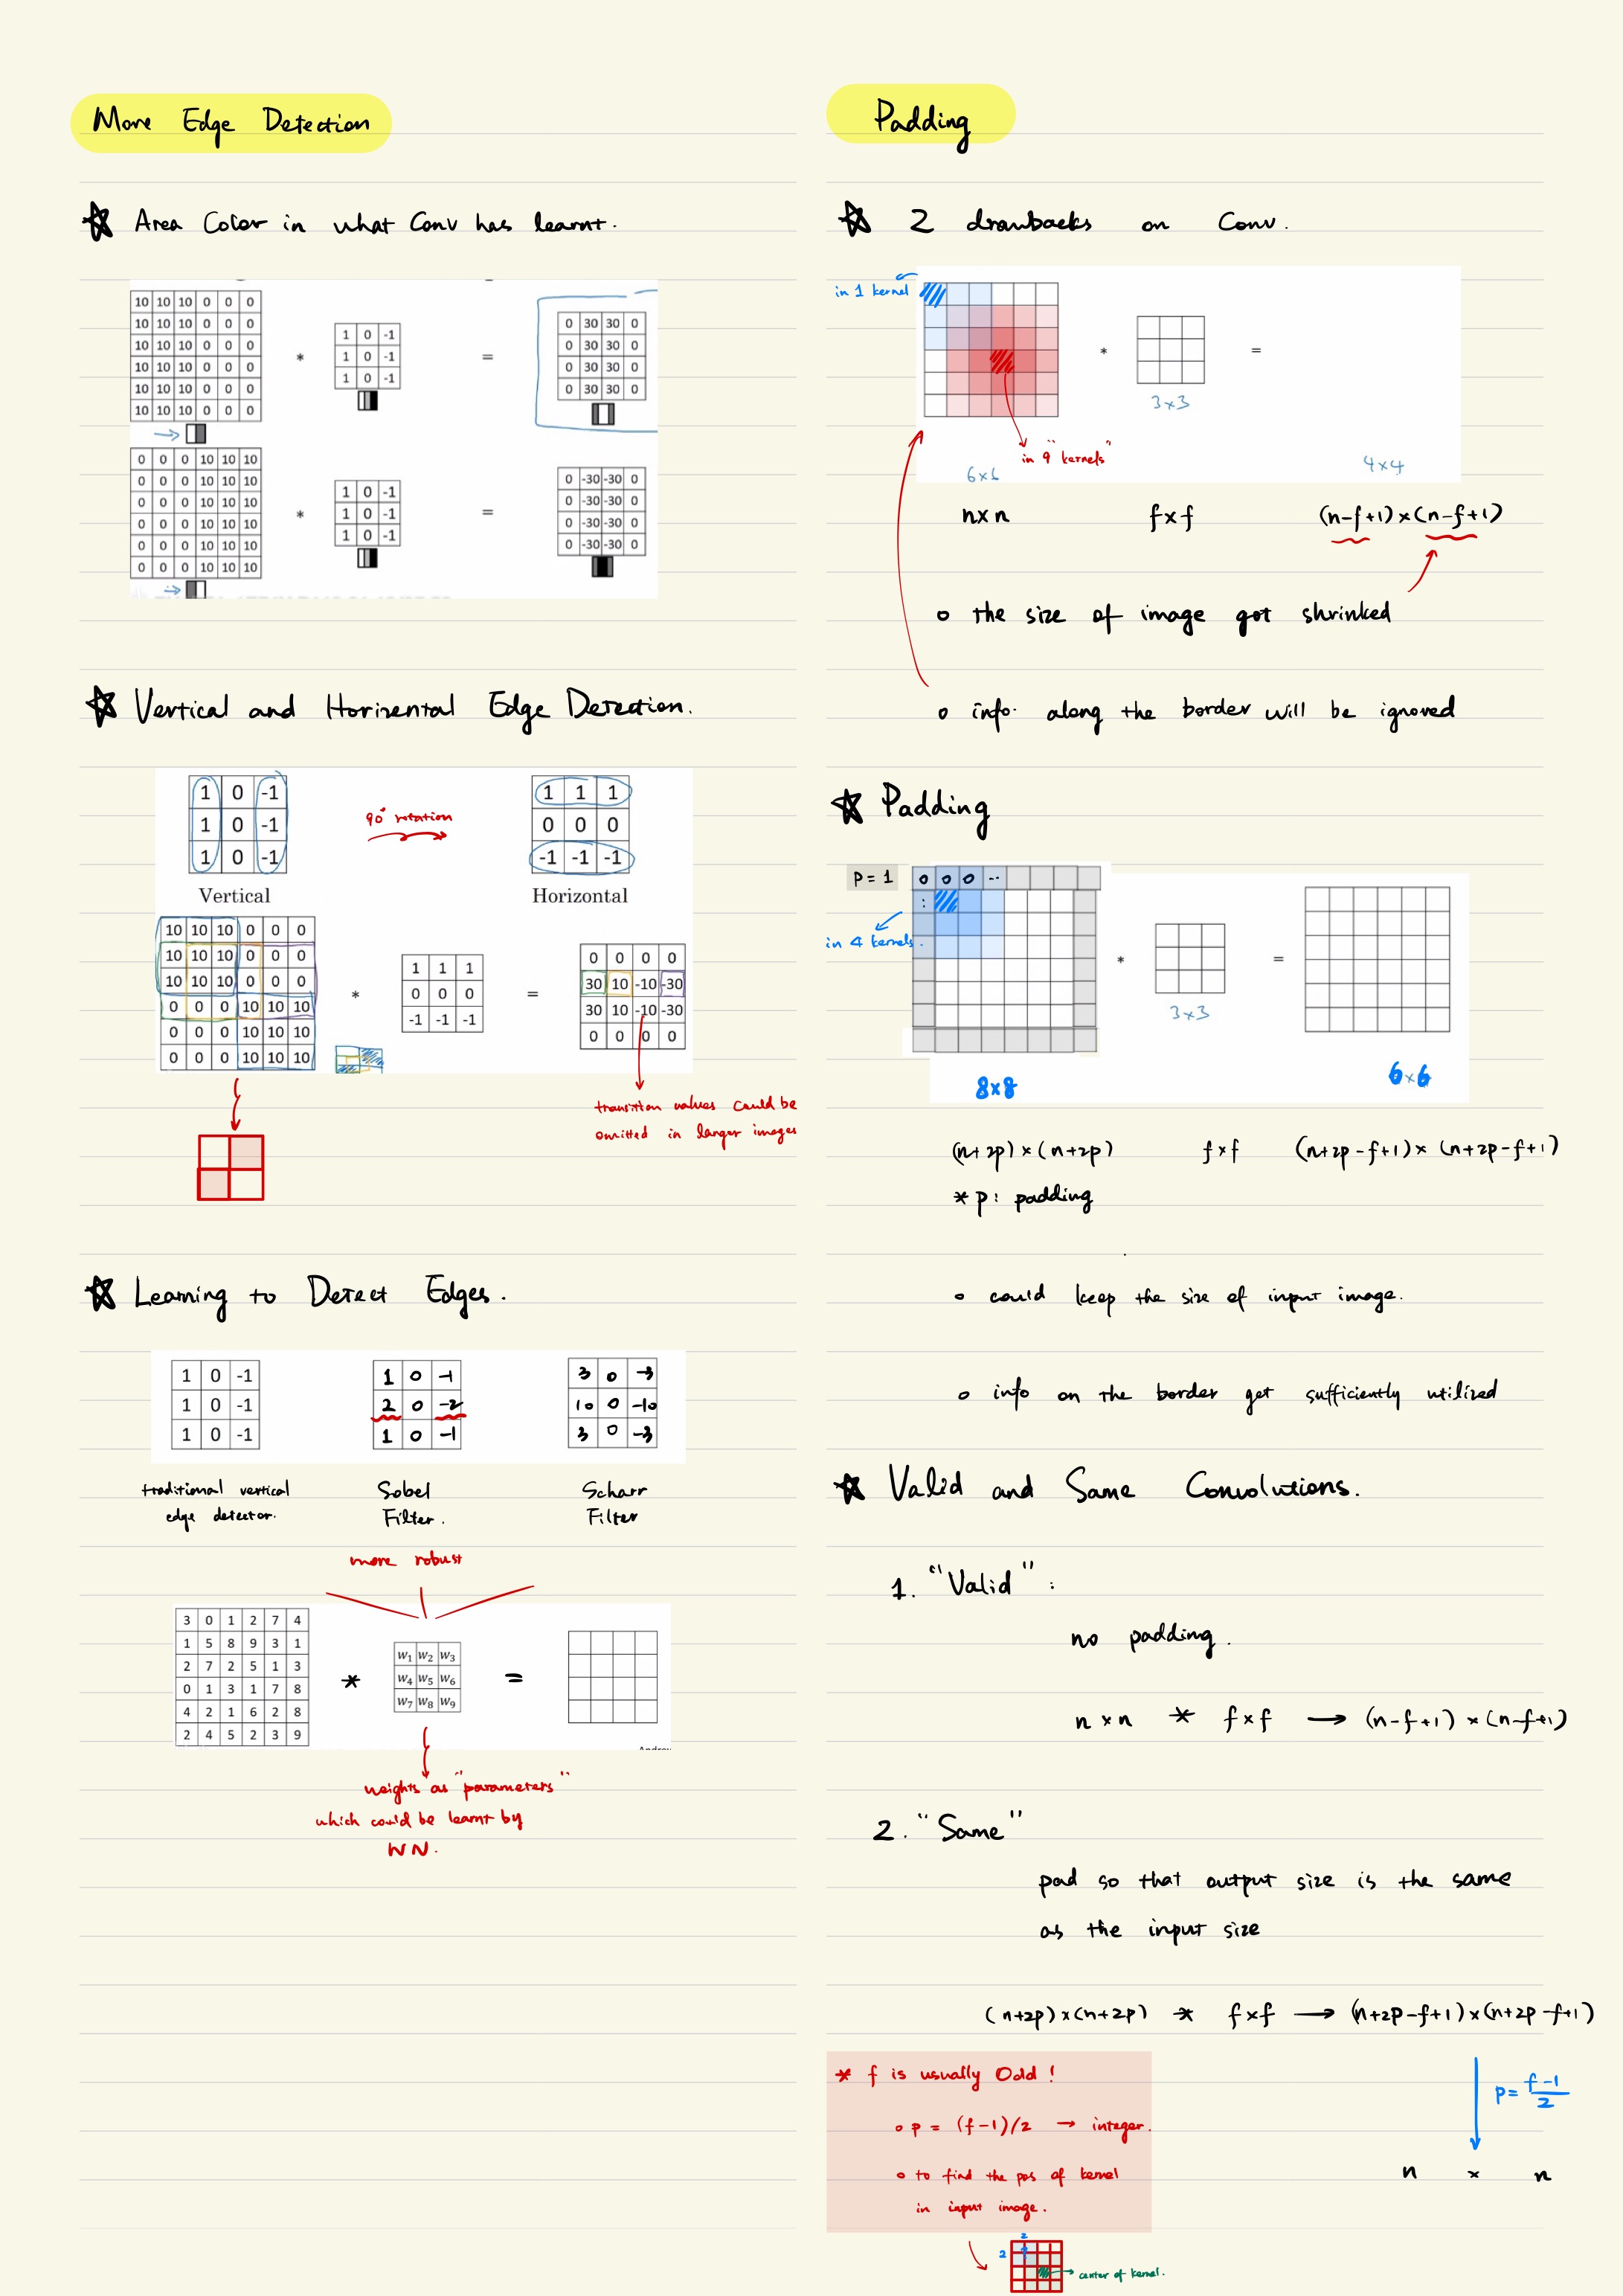 More Edge Detection
☆ Area Color in what Conv has learnt.
10 10 10 0 0 0
10 10 10 0 0 0
10 10 10 0 0 0
10 10 10 0 0 0
10 10 10 0 0 0
10 10 10 0 0 0
*
1 0 -1
1 0 -1
1 0 -1
=
0 30 30 0
0 30 30 0
0 30 30 0
0 30 30 0
→
0 0 0 10 10 10
0 0 0 10 10 10
0 0 0 10 10 10
0 0 0 10 10 10
0 0 0 10 10 10
0 0 0 10 10 10
*
1 0 -1
1 0 -1
1 0 -1
=
0 -30 -30 0
0 -30 -30 0
0 -30 -30 0
0 -30 -30 0
→
☆ Vertical and Horizental Edge Detection.
1 0 -1
1 0 -1
1 0 -1
Vertical
90° rotation
1 1 1
0 0 0
-1 -1 -1
Horizontal
10 10 10 0 0 0
10 10 10 0 0 0
10 10 10 0 0 0
0 0 0 10 10 10
0 0 0 10 10 10
0 0 0 10 10 10
*
1 1 1
0 0 0
-1 -1 -1
=
0 0 0 0
30 10 -10 -30
30 10 -10 -30
0 0 0 0
transition values could be
omitted in larger images
☆ Learning to Detect Edges.
1 0 -1
1 0 -1
1 0 -1
traditional vertical
edge detector.
1 0 -1
2 0 -2
1 0 -1
Sobel
Filter.
3 0 -3
10 0 -10
3 0 -3
Scharr
Filter
more robust
3 0 1 2 7 4
1 5 8 9 3 1
2 7 2 5 1 3
0 1 3 1 7 8
4 2 1 6 2 8
2 4 5 2 3 9
*
w1 w2 w3
w4 w5 w6
w7 w8 w9
=
weights as "parameters"
which could be learnt by
NN.
Padding
☆ 2 drawbacks on Conv.
in 1 kernel
in 9 "kernels"
*
3×3
=
6×6
4×4
n×n f×f (n-f+1)×(n-f+1)
o the size of image got shrinked
o info. along the border will be ignored
☆ Padding
P=1
0 0 0 ..
:
in 4 kernels.
*
3×3
=
8×8
6×6
(n+2p)×(n+2p) f×f (n+2p-f+1)×(n+2p-f+1)
* p: padding
o could keep the size of input image.
o info on the border get sufficiently utilized
☆ Valid and Same Convolutions.
1. "Valid":
no padding.
n×n * f×f → (n-f+1)×(n-f+1)
2. "Same"
pad so that output size is the same
as the input size
(n+2p)×(n+2p) * f×f → (n+2p-f+1)×(n+2p-f+1)
P=(f-1)/2
n × n
* f is usually Odd!
o p = (f-1)/2 → integer.
o to find the pos of kernel
in input image.
2
2
→ center of kernel.